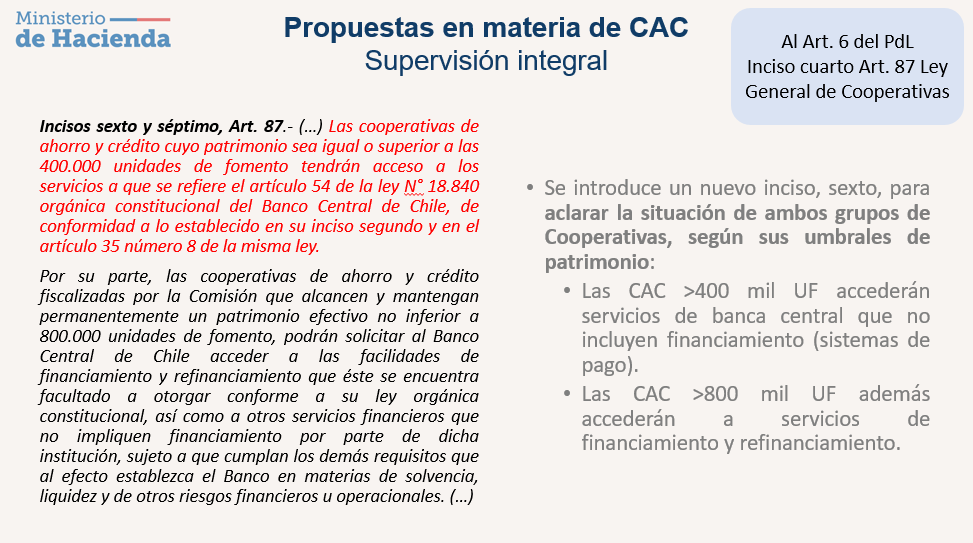 Ministerio
de Hacienda
Propuestas en materia de CAC
Supervisión integral
Al Art. 6 del PdL
Inciso cuarto Art. 87 Ley
General de Cooperativas
Incisos sexto y séptimo, Art. 87.- (...) Las cooperativas de
ahorro y crédito cuyo patrimonio sea igual o superior a las
400.000 unidades de fomento tendrán acceso a los
servicios a que se refiere el artículo 54 de la ley N° 18.840
orgánica constitucional del Banco Central de Chile, de
conformidad a lo establecido en su inciso segundo y en el
artículo 35 número 8 de la misma ley.
Por su parte, las cooperativas de ahorro y crédito
fiscalizadas por la Comisión que alcancen y mantengan
permanentemente un patrimonio efectivo no inferior a
800.000 unidades de fomento, podrán solicitar al Banco
Central de Chile acceder a las facilidades de
financiamiento y refinanciamiento que éste se encuentra
facultado a otorgar conforme a su ley orgánica
constitucional, así como a otros servicios financieros que
no impliquen financiamiento por parte de dicha
institución, sujeto a que cumplan los demás requisitos que
al efecto establezca el Banco en materias de solvencia,
liquidez y de otros riesgos financieros u operacionales. (...)
• Se introduce un nuevo inciso, sexto, para
aclarar la situación de ambos grupos de
Cooperativas, según sus umbrales de
patrimonio:
• Las CAC >400 mil UF accederán
servicios de banca central que no
incluyen financiamiento (sistemas de
pago).
• Las CAC >800 mil UF además
accederán a servicios de
financiamiento y refinanciamiento.